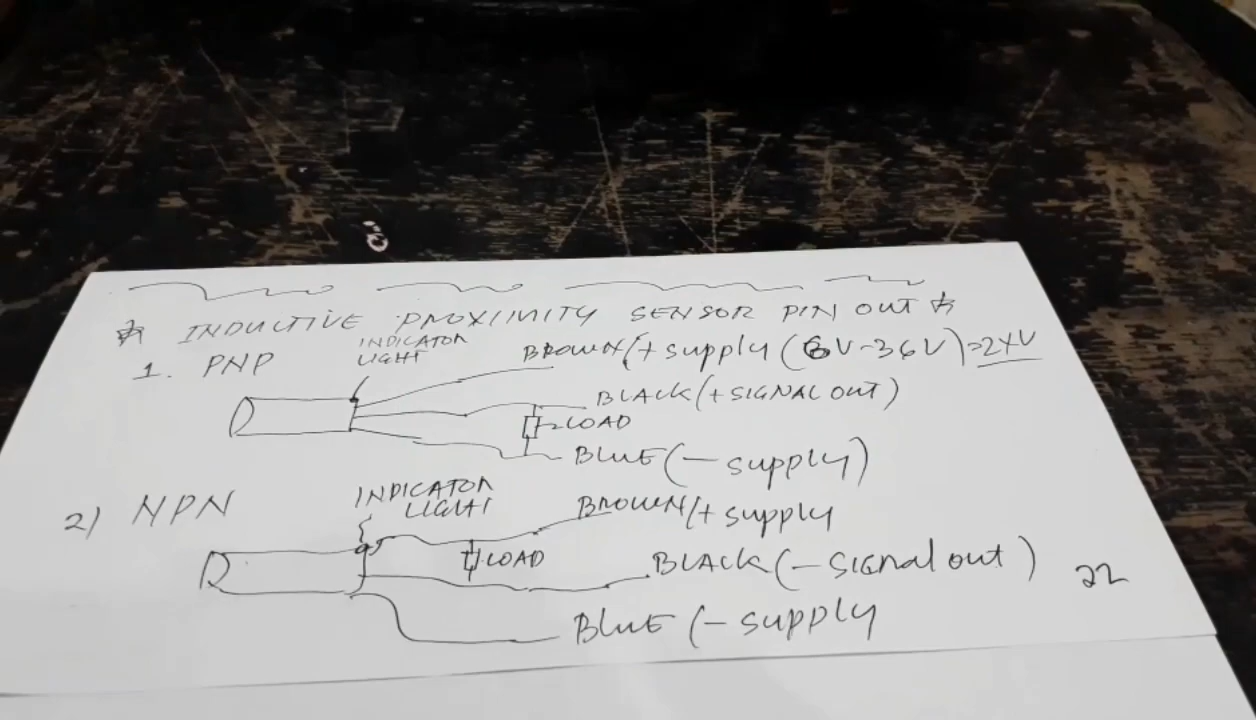 * INDUCTIVE PROXIMITY SENSOR PIN OUT *
1. PNP
INDICATOR
LIGHT
BROWN (+ supply (6V-36V)=24V
BLACK (+SIGNAL OUT)
LOAD
BLUE (- supply)
2) NPN
INDICATOR
LIGHT
BROWN (+ supply
LOAD
BLACK (- signal out)
22
BLUE (- supply